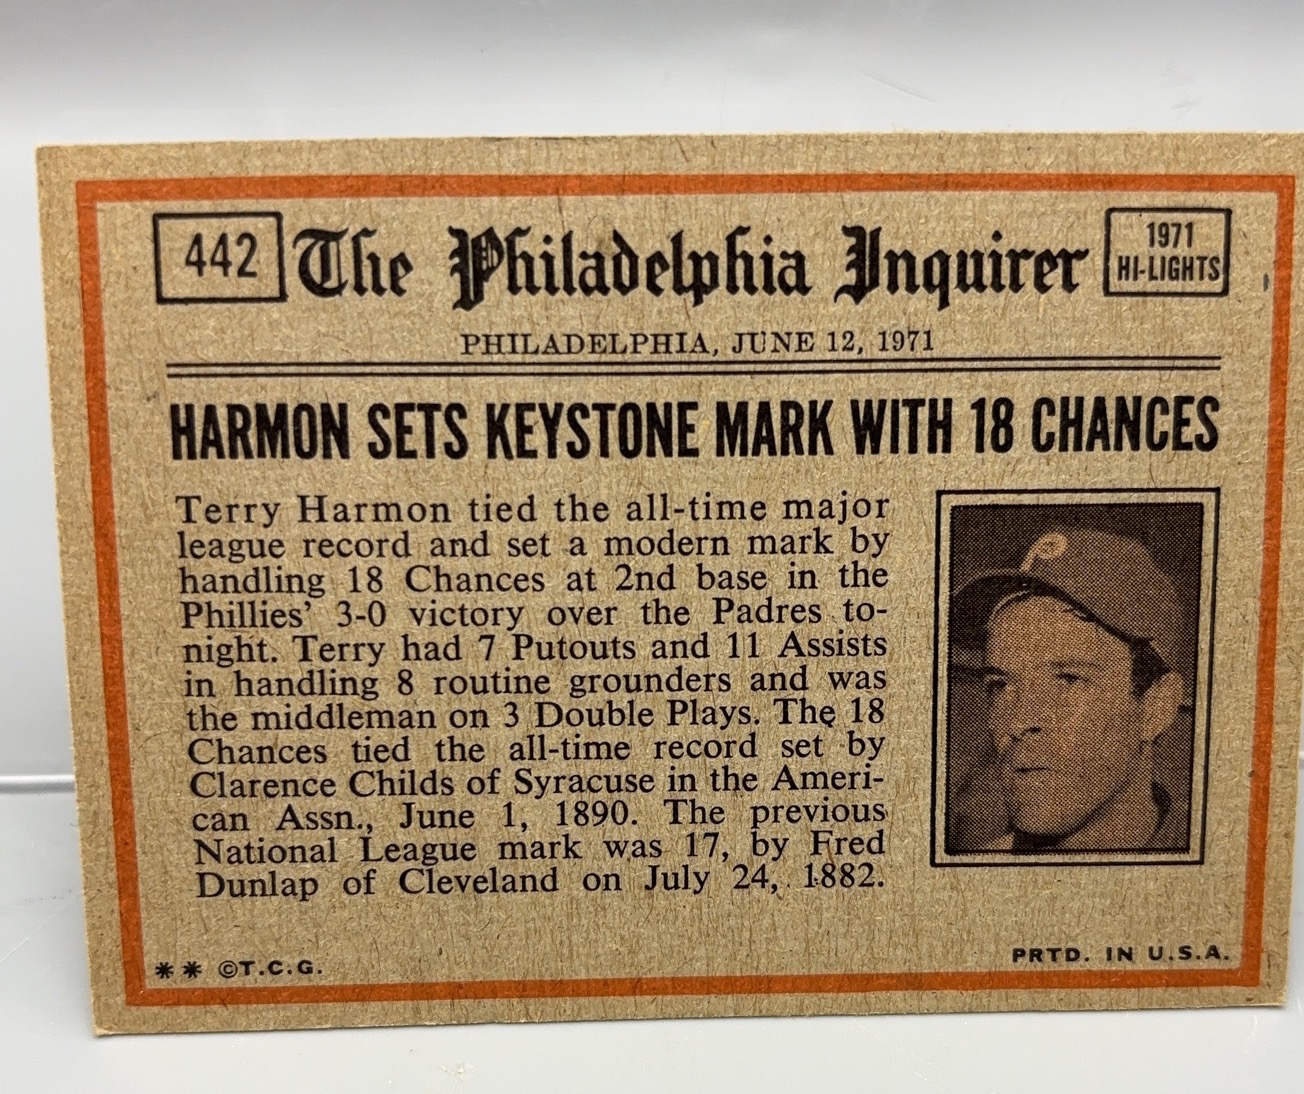 442
The Philadelphia Inquirer
1971
HI-LIGHTS
PHILADELPHIA, JUNE 12, 1971
HARMON SETS KEYSTONE MARK WITH 18 CHANCES
Terry Harmon tied the all-time major
league record and set a modern mark by
handling 18 Chances at 2nd base in the
Phillies' 3-0 victory over the Padres to-
night. Terry had 7 Putouts and 11 Assists
in handling 8 routine grounders and was
the middleman on 3 Double Plays. The 18
Chances tied the all-time record set by
Clarence Childs of Syracuse in the Ameri-
can Assn., June 1, 1890. The previous
National League mark was 17, by Fred
Dunlap of Cleveland on July 24, 1882.
P
** ©T.C.G.
PRTD. IN U.S.A.